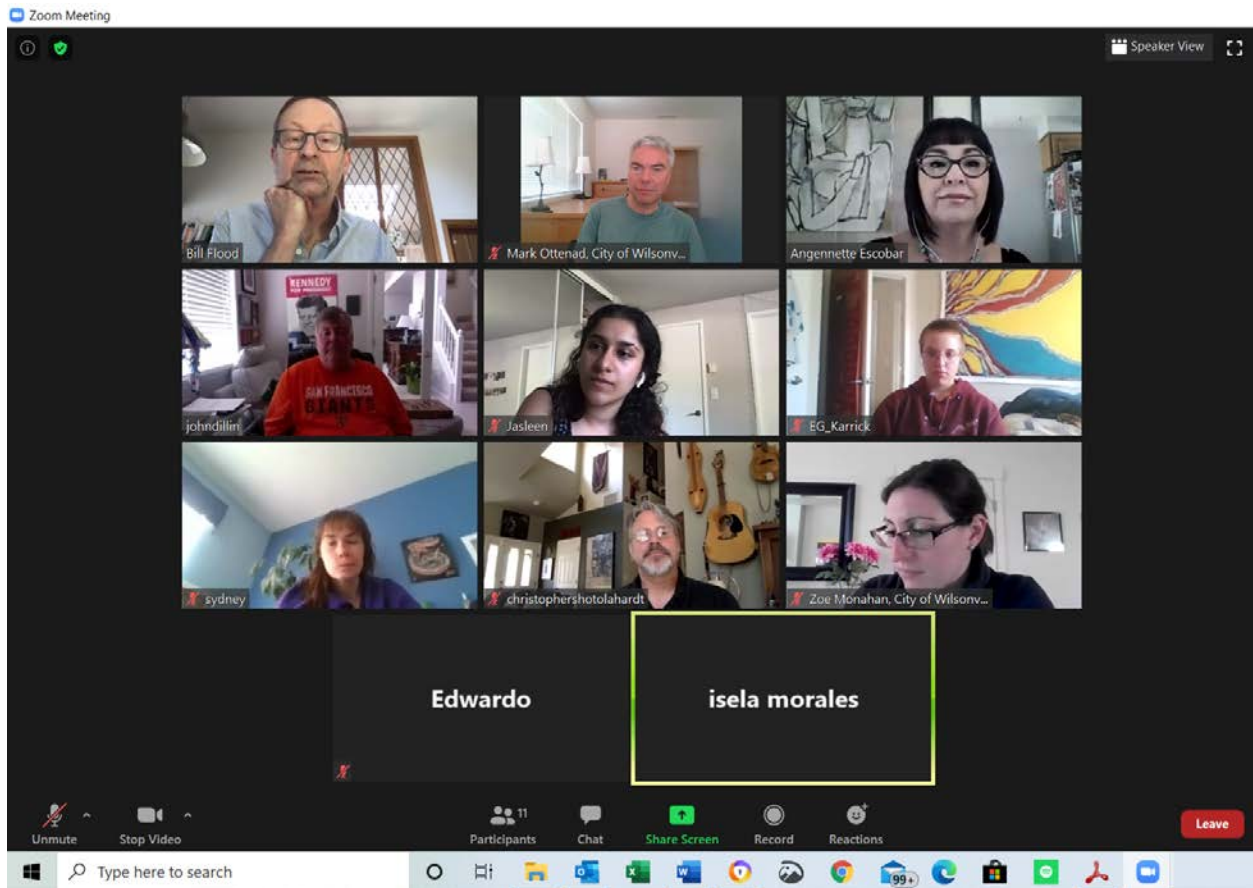 Zoom Meeting
Speaker View
Bill Flood
Mark Ottenad, City of Wilsonv...
Angennette Escobar
KENNEDY
FOR PRESIDENT
SAN FRANCISCO
GIANTS
johndillin
Jasleen
EG_Karrick
sydney
christophershotolahardt
Zoe Monahan, City of Wilsonv...
Edwardo
isela morales
Unmute
Stop Video
Participants
11
Chat
Share Screen
Record
Reactions
Leave
Type here to search
99+